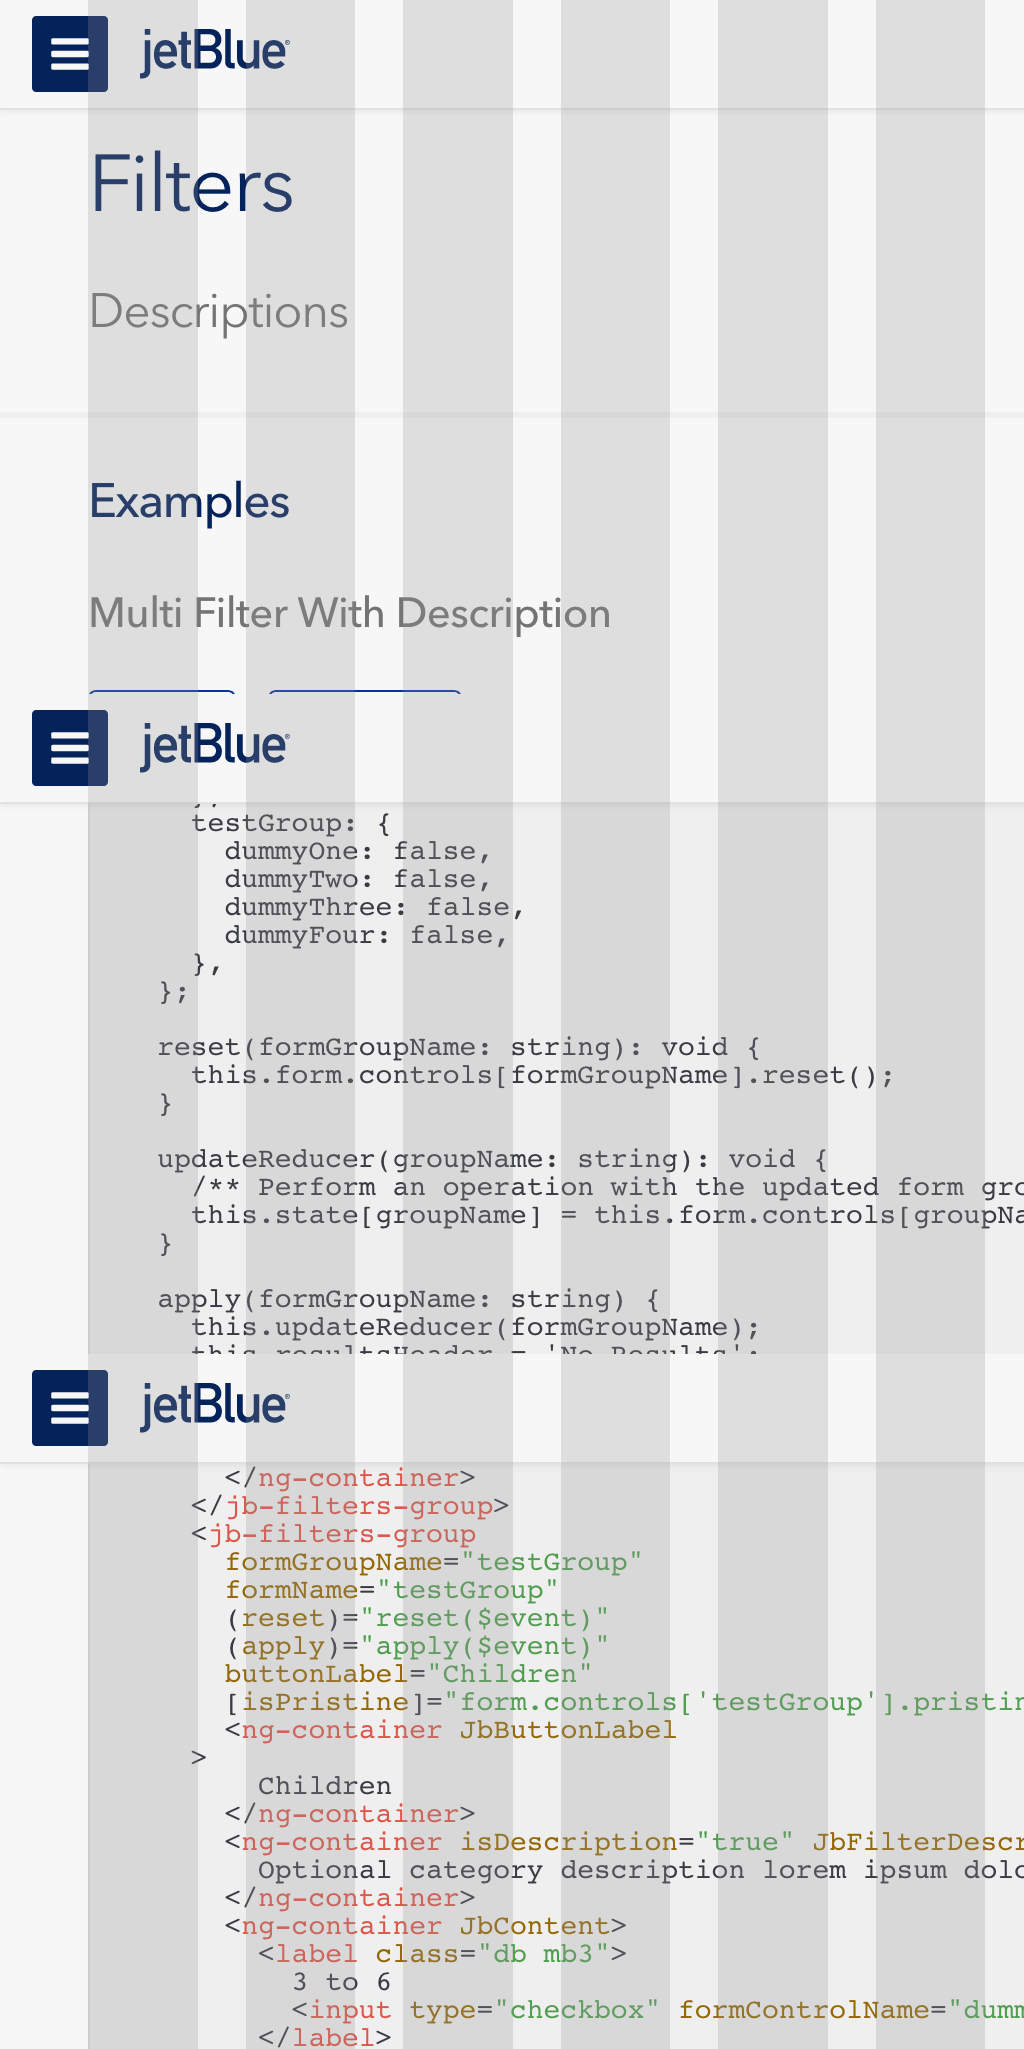 jetBlue
Filters
Descriptions
Examples
Multi Filter With Description
jetBlue
testGroup: {
dummyOne: false,
dummyTwo: false,
dummyThree: false,
dummyFour: false,
},
};
reset(formGroupName: string): void {
this.form.controls[formGroupName].reset();
}
updateReducer(groupName: string): void {
/** Perform an operation with the updated form gro
this.state[groupName] = this.form.controls[groupNa
}
apply(formGroupName: string) {
this.updateReducer(formGroupName);
this.resultsHeader = 'No Results';
jetBlue
</ng-container>
</jb-filters-group>
<jb-filters-group
formGroupName="testGroup"
formName="testGroup"
(reset)="reset($event)"
(apply)="apply($event)"
buttonLabel="Children"
[isPristine]="form.controls['testGroup'].pristin
<ng-container JbButtonLabel
>
Children
</ng-container>
<ng-container isDescription="true" JbFilterDescr
Optional category description lorem ipsum dolo
</ng-container>
<ng-container JbContent>
<label class="db mb3">
3 to 6
<input type="checkbox" formControlName="dumm
</label>